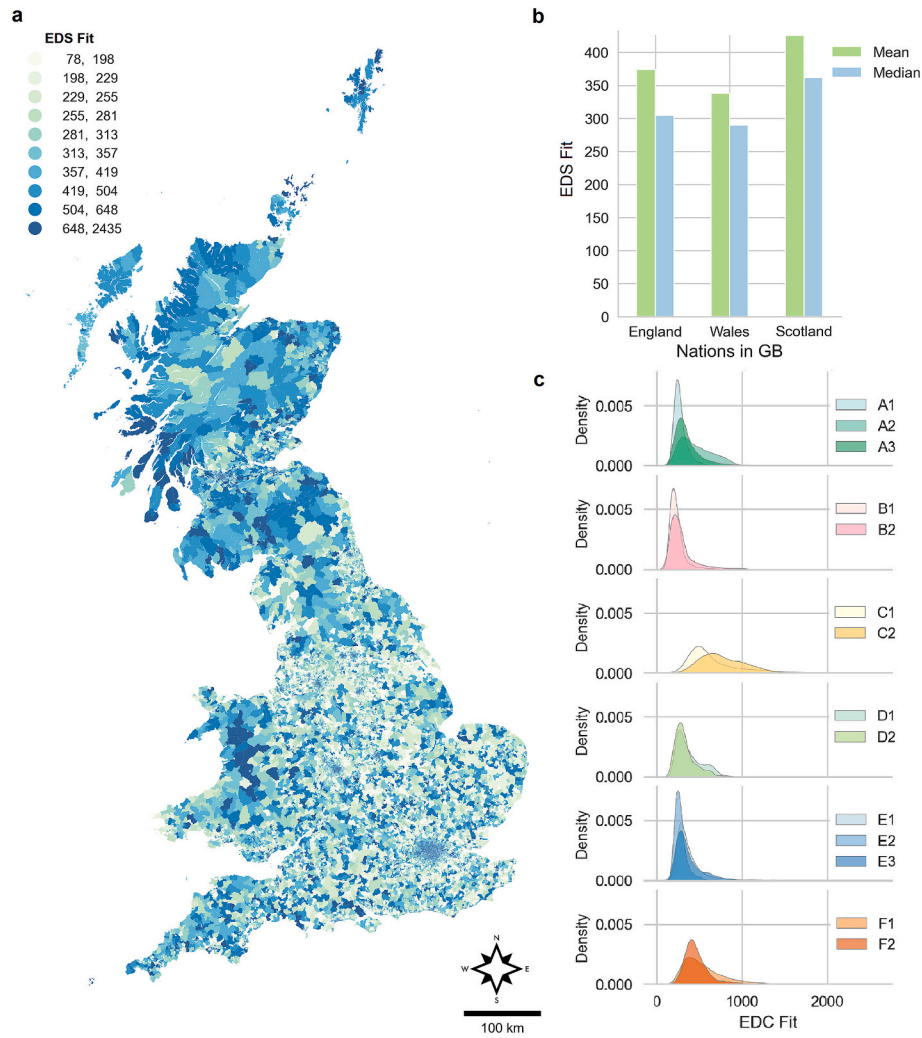 a
EDS Fit
78, 198
198, 229
229, 255
255, 281
281, 313
313, 357
357, 419
419, 504
504, 648
648, 2435
N
W E
S
100 km
b
EDS Fit
400
350
300
250
200
150
100
50
0
England Wales Scotland
Nations in GB
Mean
Median
c
Density
0.005
0.000
A1
A2
A3
Density
0.005
0.000
B1
B2
Density
0.005
0.000
C1
C2
Density
0.005
0.000
D1
D2
Density
0.005
0.000
E1
E2
E3
Density
0.005
0.000
F1
F2
0 1000 2000
EDC Fit